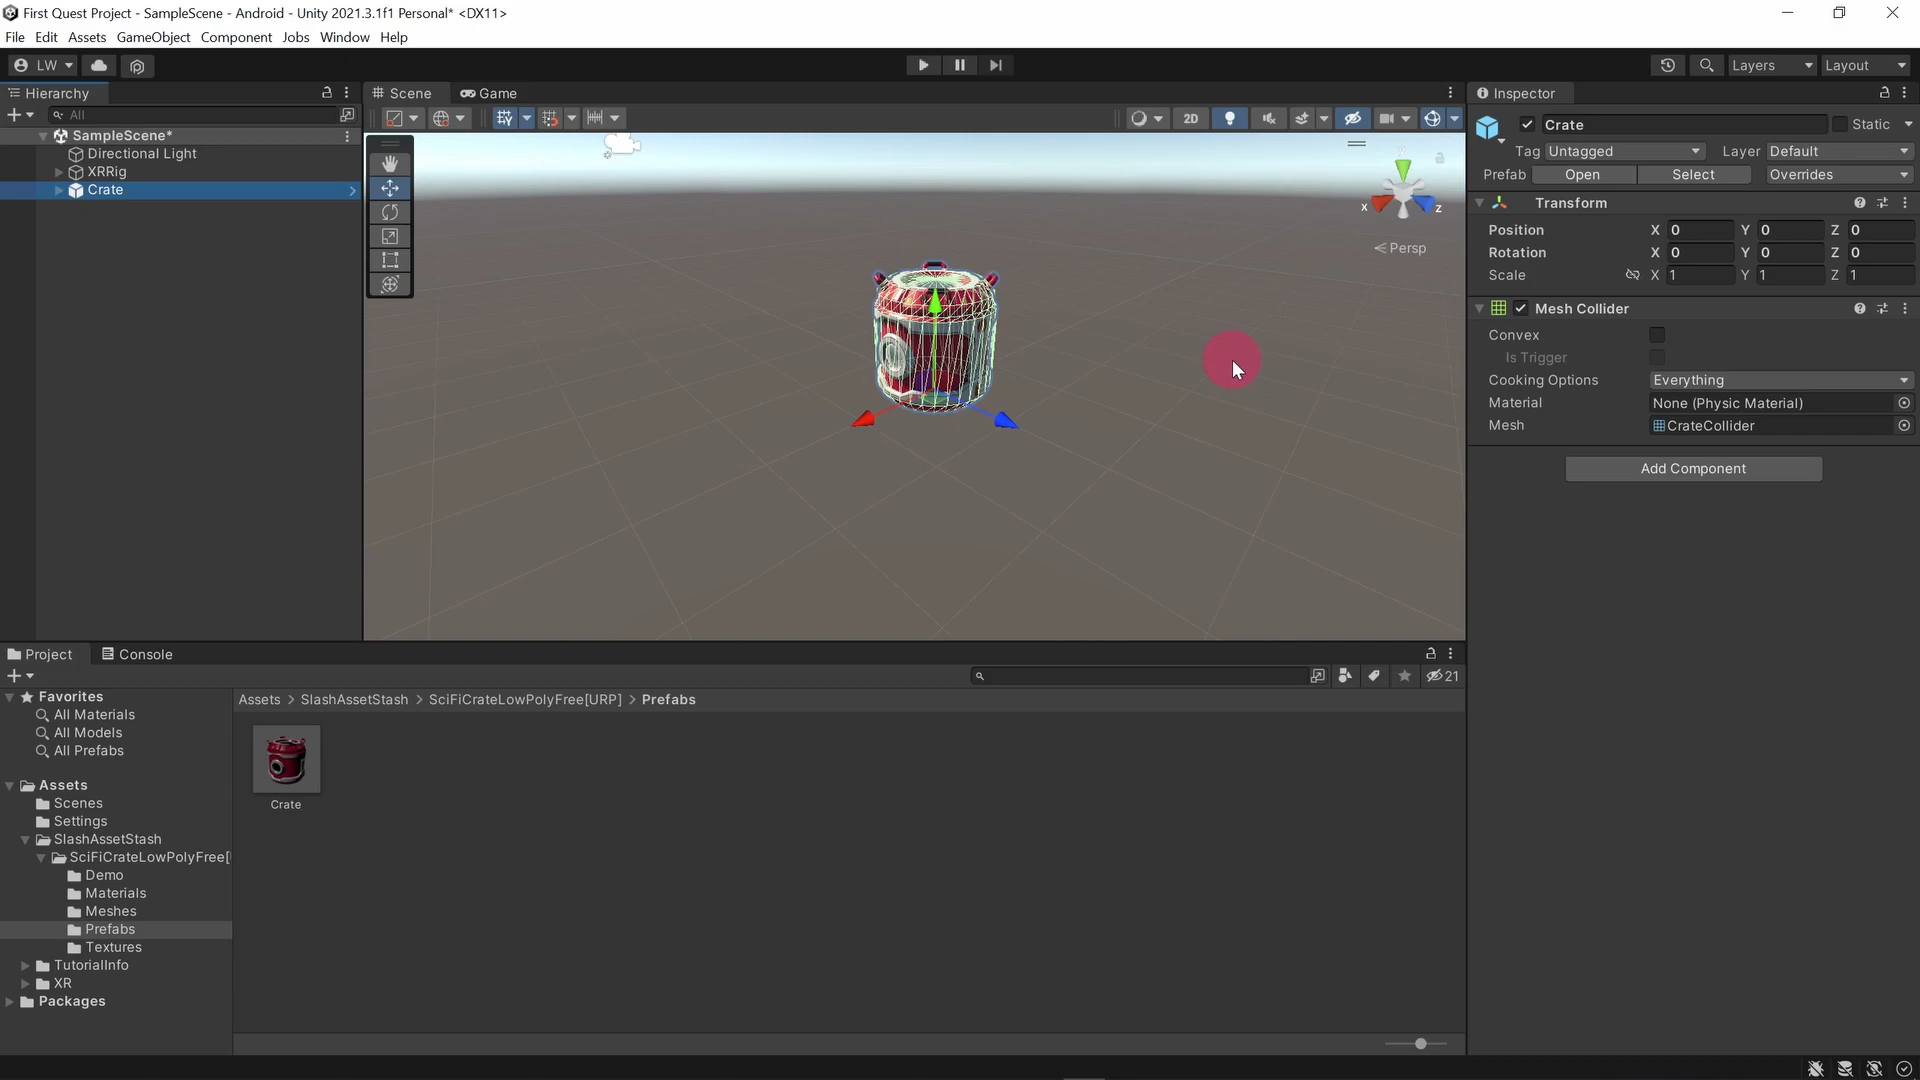 First Quest Project - SampleScene - Android - Unity 2021.3.1f1 Personal* <DX11>
File Edit Assets GameObject Component Jobs Window Help
LW
Layers
Layout
Hierarchy
All
SampleScene*
Directional Light
XRRig
Crate
Scene
Game
2D
x
z
Persp
Inspector
Crate
Static
Tag Untagged
Layer Default
Prefab Open Select Overrides
Transform
Position X 0 Y 0 Z 0
Rotation X 0 Y 0 Z 0
Scale X 1 Y 1 Z 1
Mesh Collider
Convex
Is Trigger
Cooking Options Everything
Material None (Physic Material)
Mesh CrateCollider
Add Component
Project
Console
21
Favorites
All Materials
All Models
All Prefabs
Assets
Scenes
Settings
SlashAssetStash
SciFiCrateLowPolyFree[
Demo
Materials
Meshes
Prefabs
Textures
TutorialInfo
XR
Packages
Assets > SlashAssetStash > SciFiCrateLowPolyFree[URP] > Prefabs
Crate